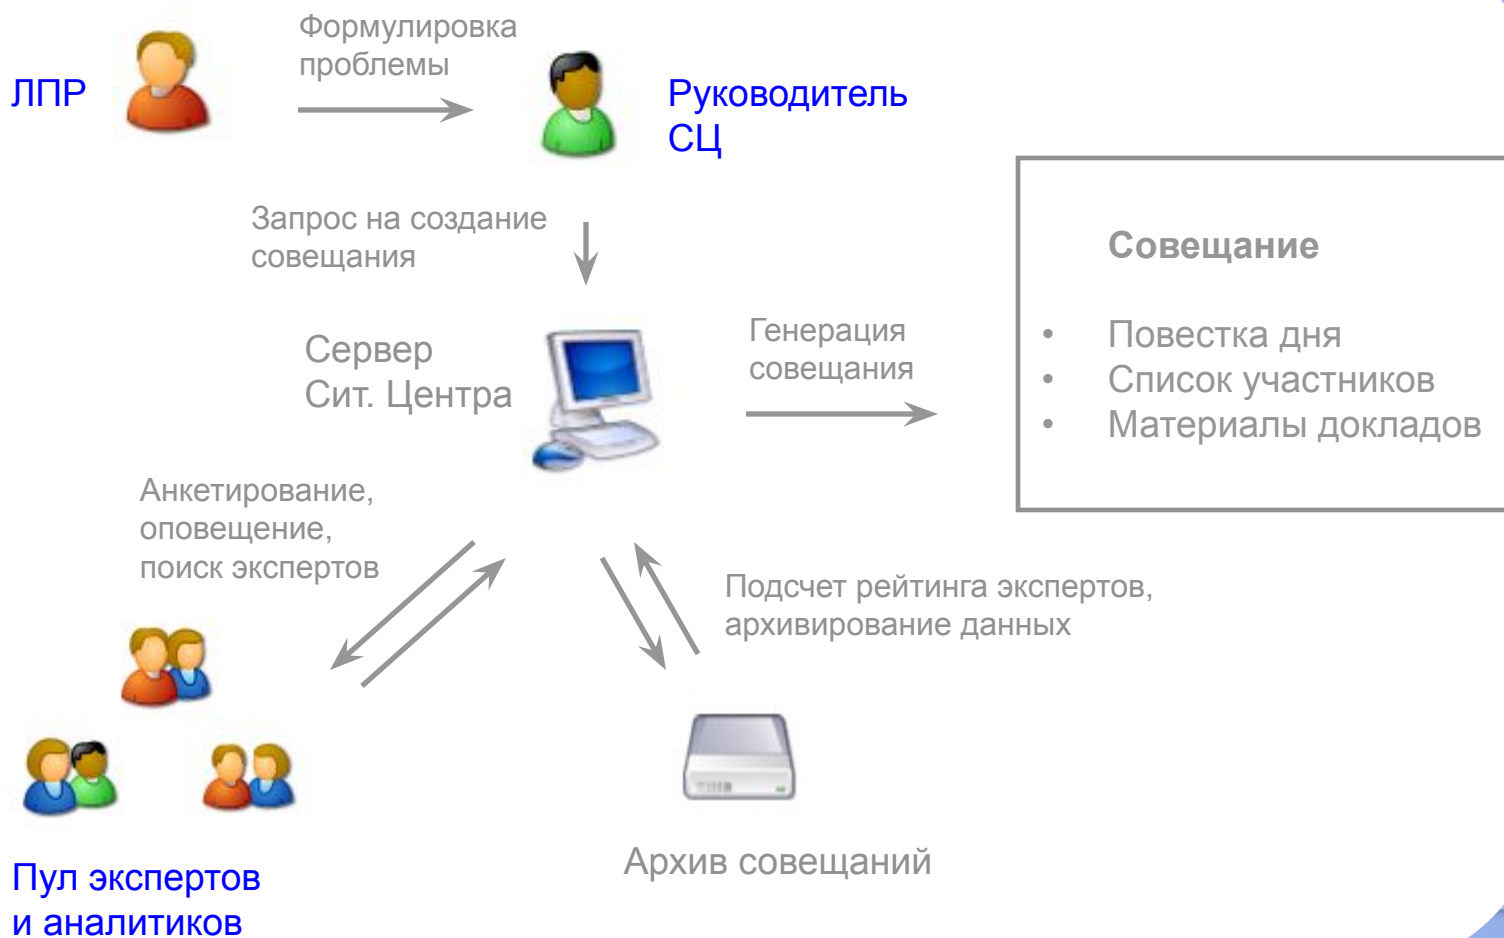 Формулировка
проблемы
ЛПР
Руководитель
СЦ
Запрос на создание
совещания
Совещание
Сервер
Сит. Центра
Генерация
совещания
• Повестка дня
• Список участников
• Материалы докладов
Анкетирование,
оповещение,
поиск экспертов
Подсчет рейтинга экспертов,
архивирование данных
Архив совещаний
Пул экспертов
и аналитиков